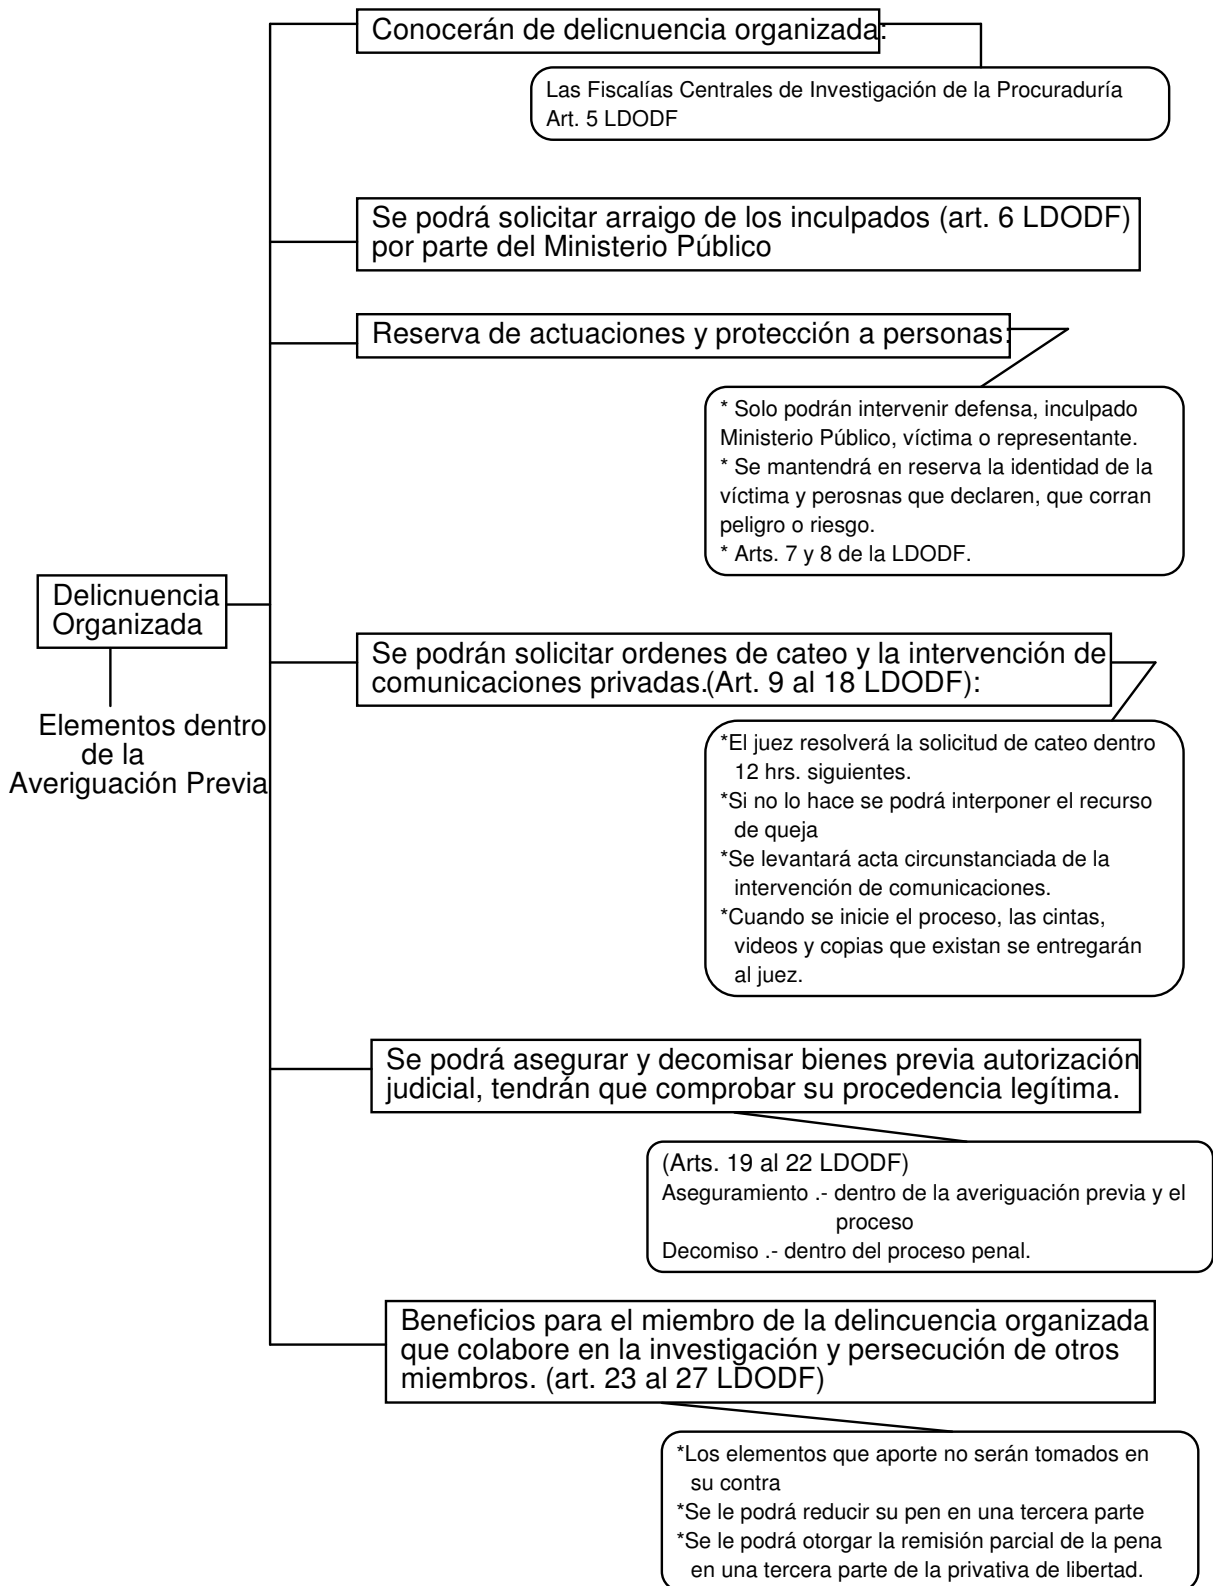 Conocerán de delicnuencia organizada:
Las Fiscalías Centrales de Investigación de la Procuraduría
Art. 5 LDODF
Se podrá solicitar arraigo de los inculpados (art. 6 LDODF)
por parte del Ministerio Público
Reserva de actuaciones y protección a personas:
* Solo podrán intervenir defensa, inculpado
Ministerio Público, víctima o representante.
* Se mantendrá en reserva la identidad de la
víctima y perosnas que declaren, que corran
peligro o riesgo.
* Arts. 7 y 8 de la LDODF.
Delicnuencia
Organizada
Elementos dentro
de la
Averiguación Previa
Se podrán solicitar ordenes de cateo y la intervención de
comunicaciones privadas.(Art. 9 al 18 LDODF):
*El juez resolverá la solicitud de cateo dentro
12 hrs. siguientes.
*Si no lo hace se podrá interponer el recurso
de queja
*Se levantará acta circunstanciada de la
intervención de comunicaciones.
*Cuando se inicie el proceso, las cintas,
videos y copias que existan se entregarán
al juez.
Se podrá asegurar y decomisar bienes previa autorización
judicial, tendrán que comprobar su procedencia legítima.
(Arts. 19 al 22 LDODF)
Aseguramiento .- dentro de la averiguación previa y el
proceso
Decomiso .- dentro del proceso penal.
Beneficios para el miembro de la delincuencia organizada
que colabore en la investigación y persecución de otros
miembros. (art. 23 al 27 LDODF)
*Los elementos que aporte no serán tomados en
su contra
*Se le podrá reducir su pen en una tercera parte
*Se le podrá otorgar la remisión parcial de la pena
en una tercera parte de la privativa de libertad.